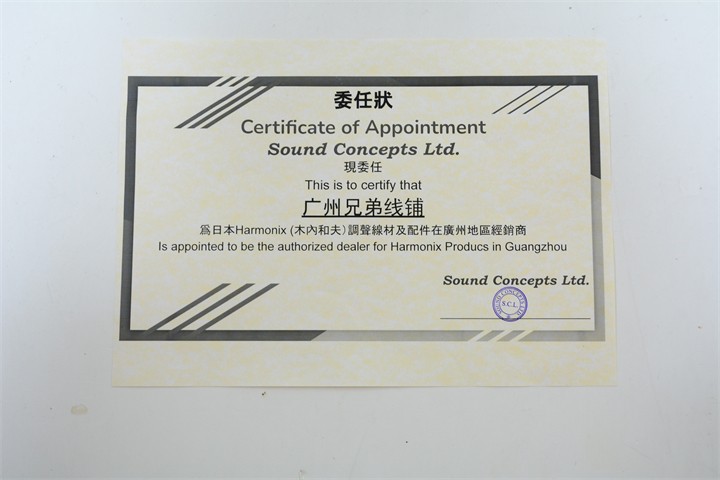 委任狀
Certificate of Appointment
Sound Concepts Ltd.
現委任
This is to certify that
广州兄弟线铺
爲日本Harmonix (木內和夫）調聲線材及配件在廣州地區經銷商
Is appointed to be the authorized dealer for Harmonix Producs in Guangzhou
Sound Concepts Ltd.
SOUND CONCEPTS LTD.
S.C.L.